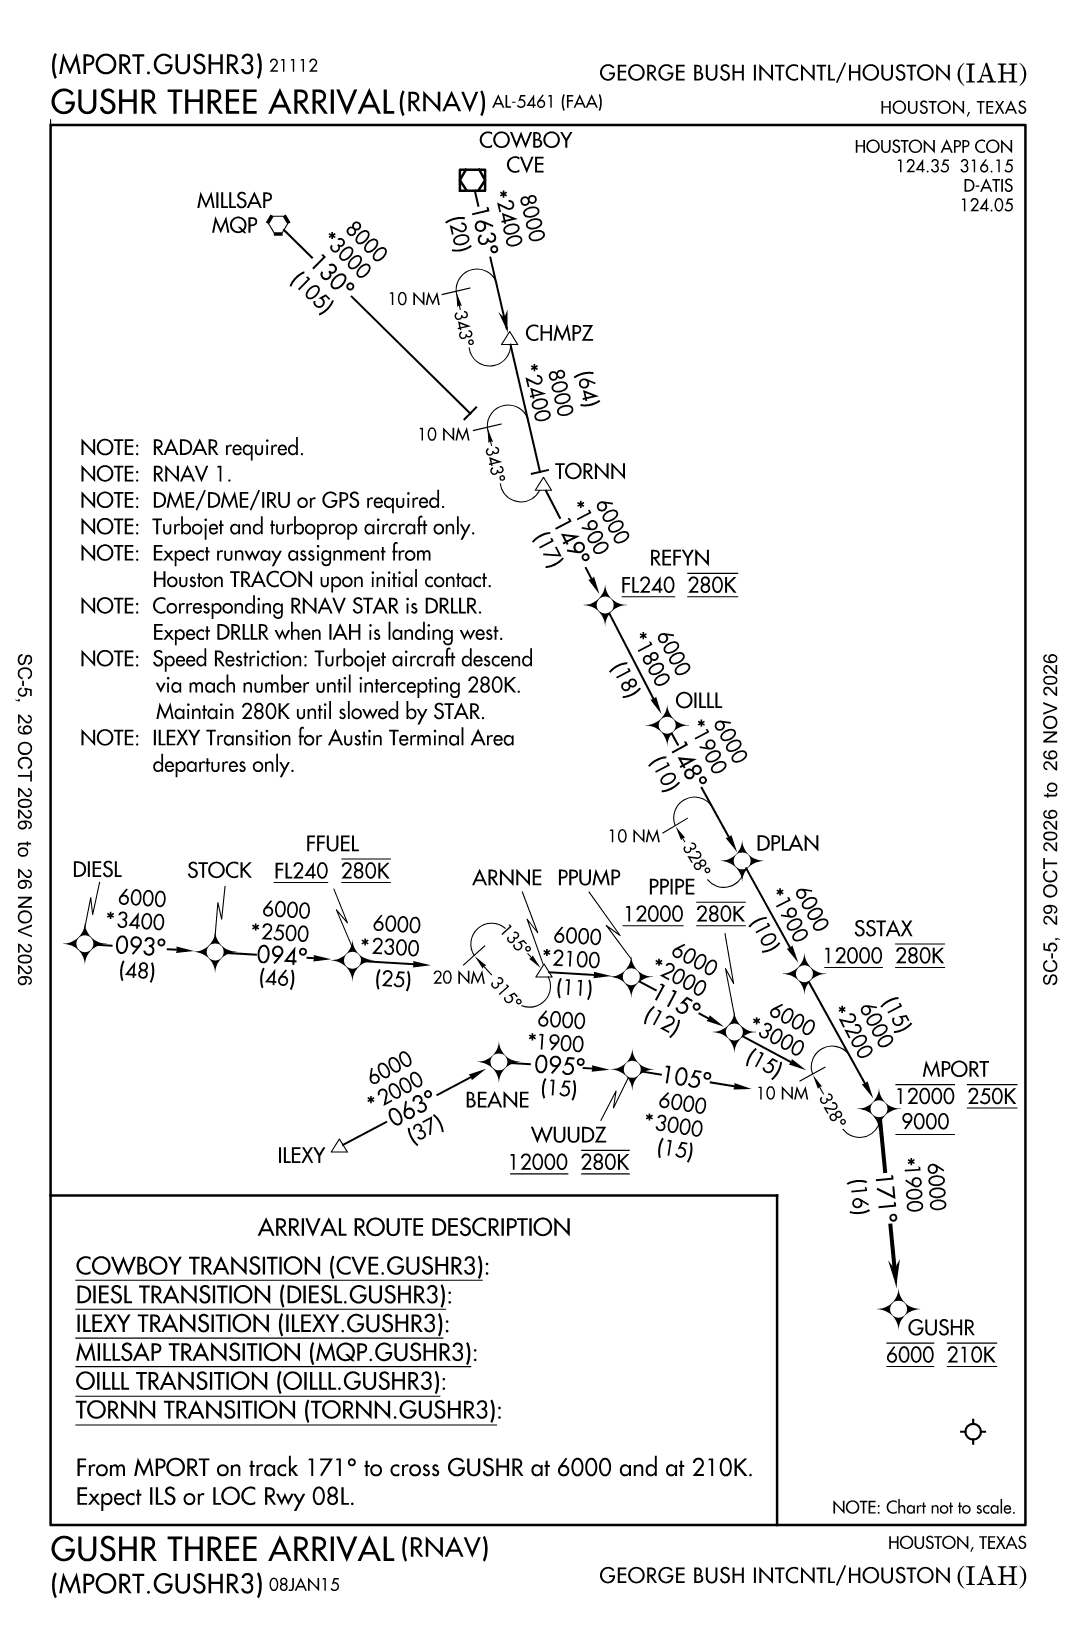 (MPORT.GUSHR3) 21112
GEORGE BUSH INTCNTL/HOUSTON (IAH)
GUSHR THREE ARRIVAL (RNAV) AL-5461 (FAA)
HOUSTON, TEXAS
HOUSTON APP CON
124.35 316.15
D-ATIS
124.05
COWBOY
CVE
8000
*2400
163°
(20)
MILLSAP
MQP
8000
*3000
130°
(105)
10 NM
343°
CHMPZ
(64)
8000
*2400
10 NM
343°
TORNN
6000
*1900
149°
(17)
REFYN
FL240 280K
6000
*1800
(18)
OILLL
6000
*1900
148°
(10)
10 NM
328°
DPLAN
6000
*1900
(10)
SSTAX
12000 280K
(15)
6000
*2200
MPORT
12000 250K
9000
6000
*1900
171°
(16)
GUSHR
6000 210K
NOTE: RADAR required.
NOTE: RNAV 1.
NOTE: DME/DME/IRU or GPS required.
NOTE: Turbojet and turboprop aircraft only.
NOTE: Expect runway assignment from
Houston TRACON upon initial contact.
NOTE: Corresponding RNAV STAR is DRLLR.
Expect DRLLR when IAH is landing west.
NOTE: Speed Restriction: Turbojet aircraft descend
via mach number until intercepting 280K.
Maintain 280K until slowed by STAR.
NOTE: ILEXY Transition for Austin Terminal Area
departures only.
DIESL
6000
*3400
093°
(48)
STOCK
6000
*2500
094°
(46)
FFUEL
FL240 280K
6000
*2300
(25)
ARNNE
20 NM
135°
315°
6000
*2100
(11)
PPUMP
6000
*2000
115°
(12)
PPIPE
12000 280K
6000
*3000
(15)
10 NM
328°
ILEXY
6000
*2000
063°
(37)
BEANE
6000
*1900
095°
(15)
WUUDZ
12000 280K
105°
6000
*3000
(15)
ARRIVAL ROUTE DESCRIPTION
COWBOY TRANSITION (CVE.GUSHR3):
DIESL TRANSITION (DIESL.GUSHR3):
ILEXY TRANSITION (ILEXY.GUSHR3):
MILLSAP TRANSITION (MQP.GUSHR3):
OILLL TRANSITION (OILLL.GUSHR3):
TORNN TRANSITION (TORNN.GUSHR3):
From MPORT on track 171° to cross GUSHR at 6000 and at 210K.
Expect ILS or LOC Rwy 08L.
NOTE: Chart not to scale.
SC-5, 29 OCT 2026 to 26 NOV 2026
SC-5, 29 OCT 2026 to 26 NOV 2026
GUSHR THREE ARRIVAL (RNAV)
HOUSTON, TEXAS
(MPORT.GUSHR3) 08JAN15
GEORGE BUSH INTCNTL/HOUSTON (IAH)